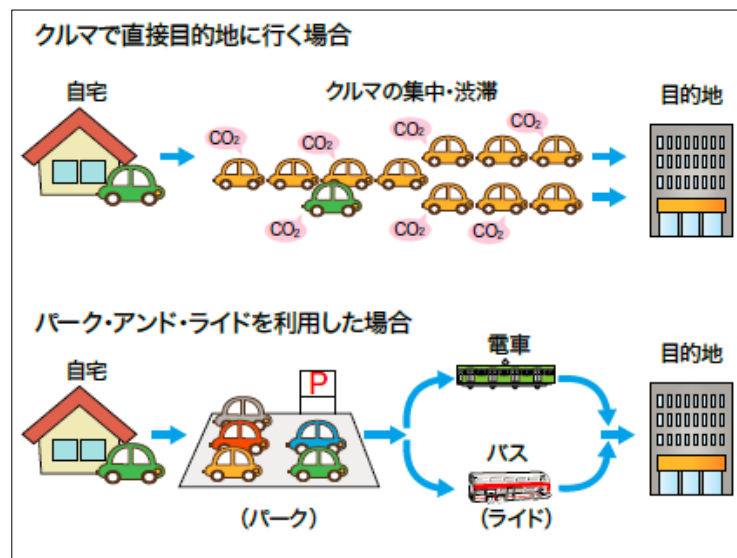 クルマで直接目的地に行く場合
自宅
クルマの集中・渋滞
目的地
CO₂
CO₂
CO₂
CO₂
CO₂
CO₂
CO₂
パーク・アンド・ライドを利用した場合
自宅
P
電車
目的地
バス
(パーク)
(ライド)